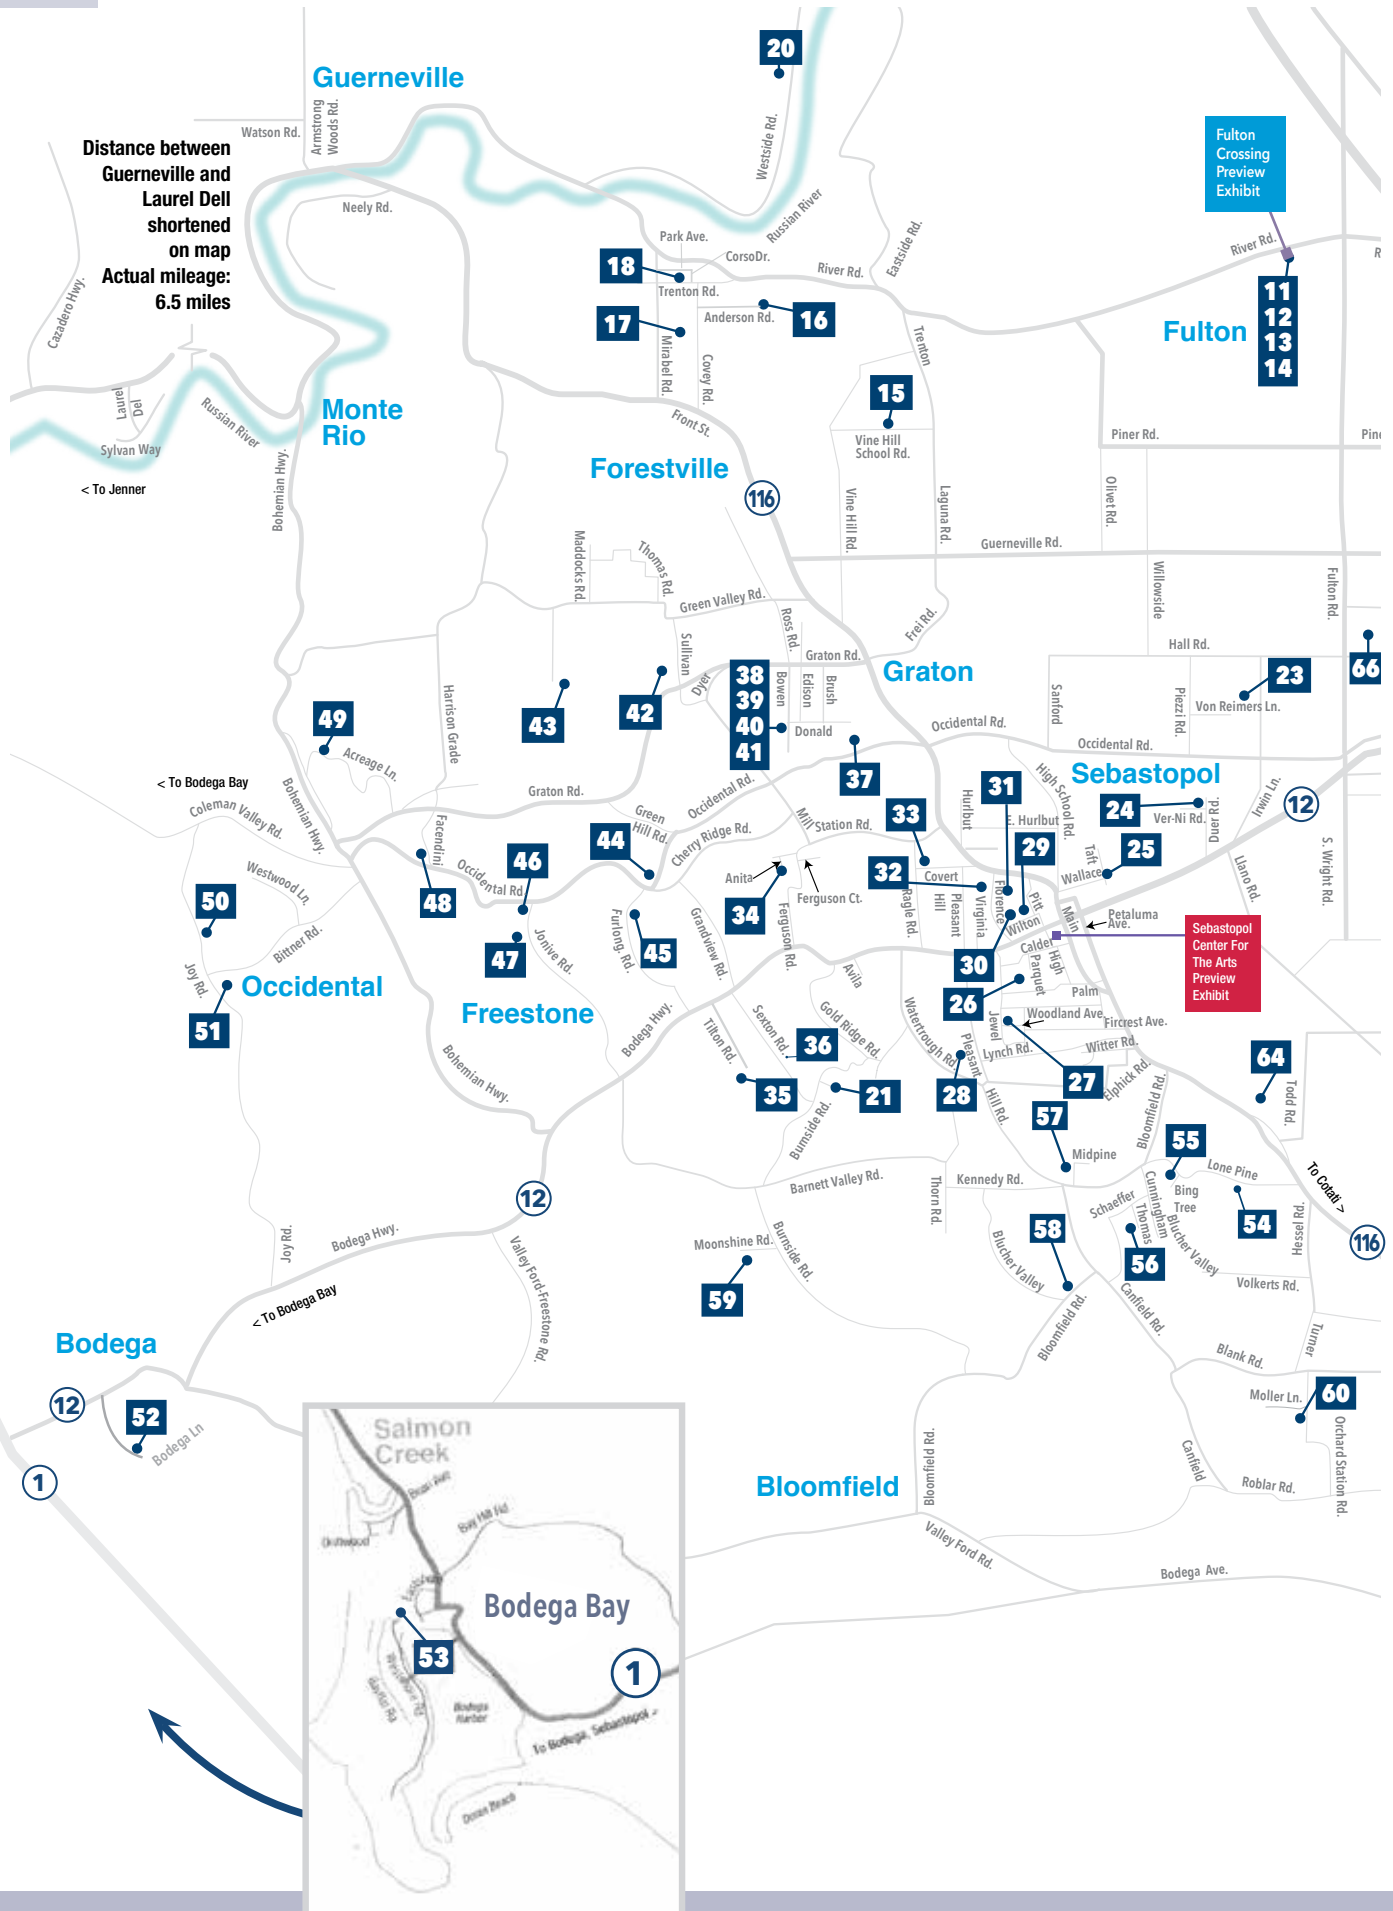 20
Guerneville
Armstrong
Woods Rd.
Watson Rd.
Distance between
Guerneville and
Laurel Dell
shortened
on map
Actual mileage:
6.5 miles
Neely Rd.
Westside Rd.
Russian River
Fulton
Crossing
Preview
Exhibit
Park Ave.
CorsoDr.
River Rd.
Eastside Rd.
River Rd.
R
18
Trenton Rd.
17
Anderson Rd.
16
11
12
13
14
Fulton
Cazadero Hwy.
Mirabel Rd.
Covey Rd.
Trenton
15
Laurel
Del
Russian River
Monte
Rio
Front St.
Vine Hill
School Rd.
Piner Rd.
Pine
Sylvan Way
< To Jenner
Bohemian Hwy.
Forestville
116
Vine Hill Rd.
Laguna Rd.
Olivet Rd.
Guerneville Rd.
Maddocks Rd.
Thomas Rd.
Green Valley Rd.
Willowside
Fulton Rd.
Ross Rd.
Frei Rd.
Hall Rd.
Sullivan
Graton Rd.
Graton
66
Harrison Grade
43
42
Dyer
38
39
40
41
Bowen
Edison
Brush
Donald
Sanford
Piezzi Rd.
23
Von Reimers Ln.
49
Acreage Ln.
37
Occidental Rd.
Occidental Rd.
Sebastopol
< To Bodega Bay
Coleman Valley Rd.
Bohemian Hwy.
Graton Rd.
Green
Hill Rd.
Occidental Rd.
Mill
Station Rd.
33
Hurlbut
31
High School Rd.
E. Hurlbut
24
Ver-Ni Rd.
Duer Rd.
Irwin Ln.
12
Facendini
Occidental Rd
46
44
Cherry Ridge Rd.
Anita
Ferguson Ct.
32
Covert
29
Taft
Wallace
25
Llano Rd.
S. Wright Rd.
Westwood Ln.
50
48
34
Ferguson Rd.
Ragle Rd.
Hill
Pleasant
Virginia
Florence
Pitt
Wilton
Main
Petaluma
Ave.
Sebastopol
Center For
The Arts
Preview
Exhibit
Bittner Rd.
47
Jonive Rd.
Furlong. Rd.
45
Grandview Rd.
30
Calder
High
Parquet
Joy Rd.
Occidental
51
Freestone
Avila
26
Palm
Bodega Hwy.
Tilton Rd.
Sexton Rd.
Gold Ridge Rd.
36
Watertrough Rd.
Jewel
Woodland Ave.
Fircrest Ave.
Lynch Rd.
Witter Rd.
Pleasant
Hill Rd.
Bohemian Hwy.
35
21
28
27
Elphick Rd.
64
Todd Rd.
Burnside Rd.
57
Midpine
Bloomfield Rd.
55
Lone Pine
To Cotati >
Barnett Valley Rd.
Thorn Rd.
Kennedy Rd.
Bing
Tree
12
Schaeffer
Cunningham
Thomas
54
Hessel Rd.
116
Joy Rd.
Bodega Hwy.
Valley Ford-Freestone Rd.
Moonshine Rd.
Burnside Rd.
58
Blucher Valley
56
Blucher Valley
Volkerts Rd.
59
Canfield Rd.
< To Bodega Bay
Bloomfield Rd.
Turner
Bodega
Blank Rd.
12
52
Bodega Ln
Moller Ln.
60
1
Salmon
Creek
Bloomfield Rd.
Canfield
Orchard Station Rd.
Bloomfield
Roblar Rd.
Bay Hill Rd
Valley Ford Rd.
Bodega Ave.
Bodega Bay
53
1
Westshore Rd
Bodega
Harbor
To Bodega, Sebastopol
Doran Beach